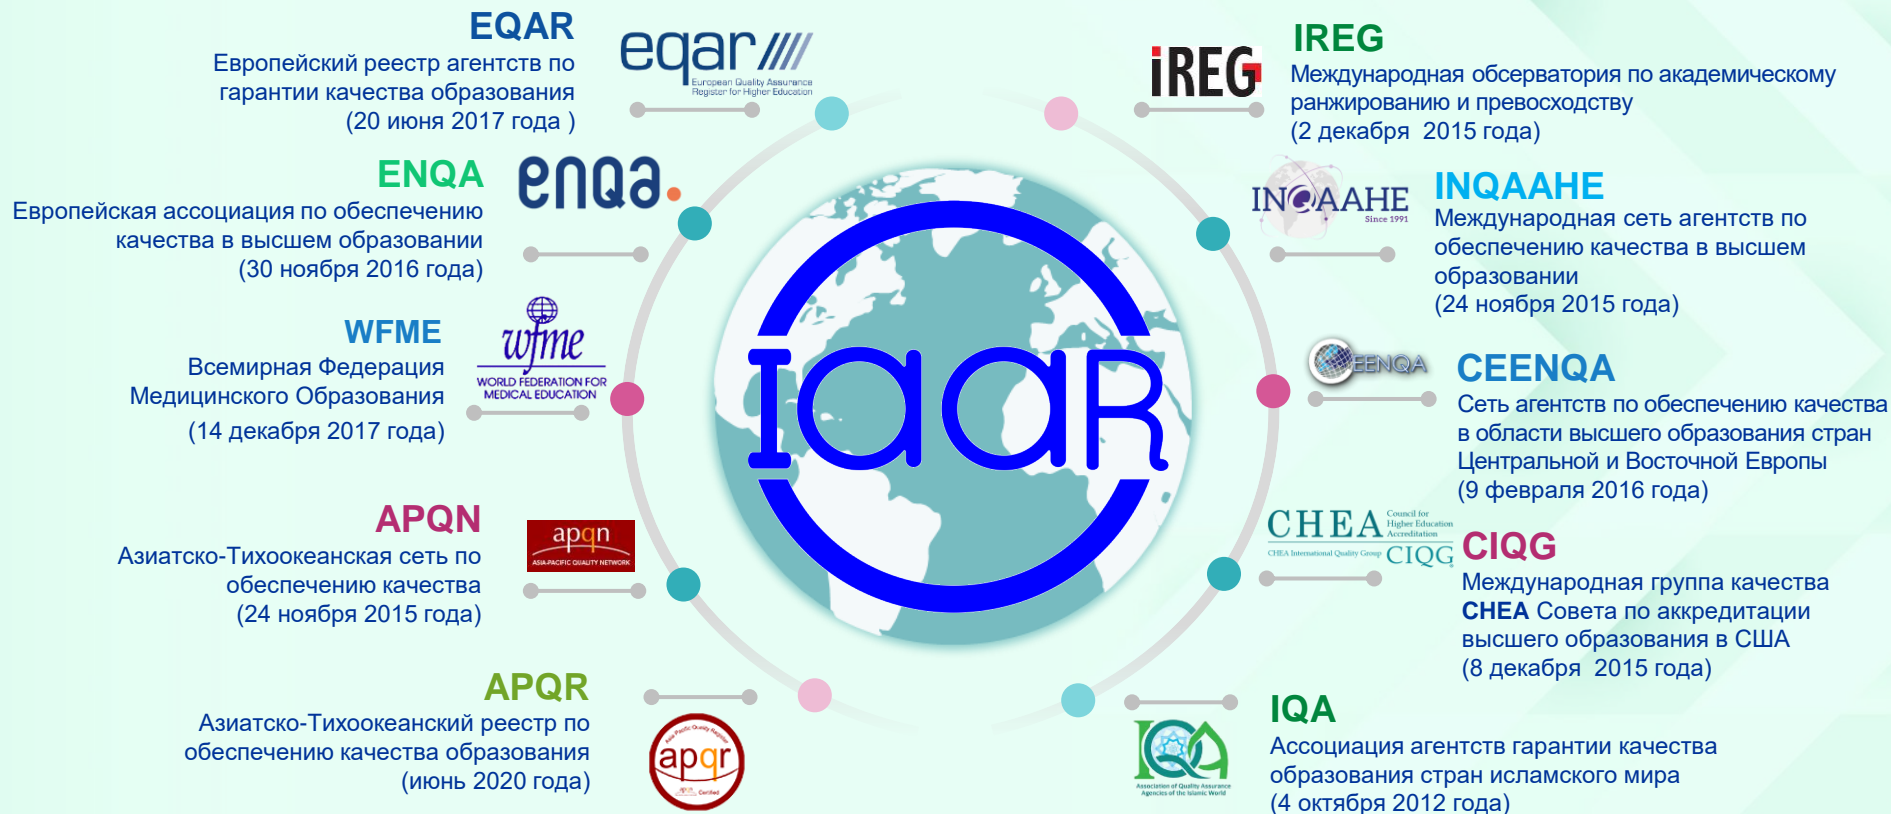 EQAR
Европейский реестр агентств по
гарантии качества образования
(20 июня 2017 года )
eqar
European Quality Assurance
Register for Higher Education
ENQA
Европейская ассоциация по обеспечению
качества в высшем образовании
(30 ноября 2016 года)
enqa.
WFME
Всемирная Федерация
Медицинского Образования
(14 декабря 2017 года)
wfme
WORLD FEDERATION FOR
MEDICAL EDUCATION
APQN
Азиатско-Тихоокеанская сеть по
обеспечению качества
(24 ноября 2015 года)
apqn
ASIA-PACIFIC QUALITY NETWORK
APQR
Азиатско-Тихоокеанский реестр по
обеспечению качества образования
(июнь 2020 года)
Asia Pacific Quality Register
apqr
Certified
IaaR
iREG
IREG
Международная обсерватория по академическому
ранжированию и превосходству
(2 декабря  2015 года)
INQAAHE
Since 1991
INQAAHE
Международная сеть агентств по
обеспечению качества в высшем
образовании
(24 ноября 2015 года)
CEENQA
CEENQA
Сеть агентств по обеспечению качества
в области высшего образования стран
Центральной и Восточной Европы
(9 февраля 2016 года)
CHEA
Council for
Higher Education
Accreditation
CHEA International Quality Group
CIQG
CIQG
Международная группа качества
CHEA Совета по аккредитации
высшего образования в США
(8 декабря  2015 года)
IQA
Association of Quality Assurance
Agencies of the Islamic World
IQA
Ассоциация агентств гарантии качества
образования стран исламского мира
(4 октября 2012 года)